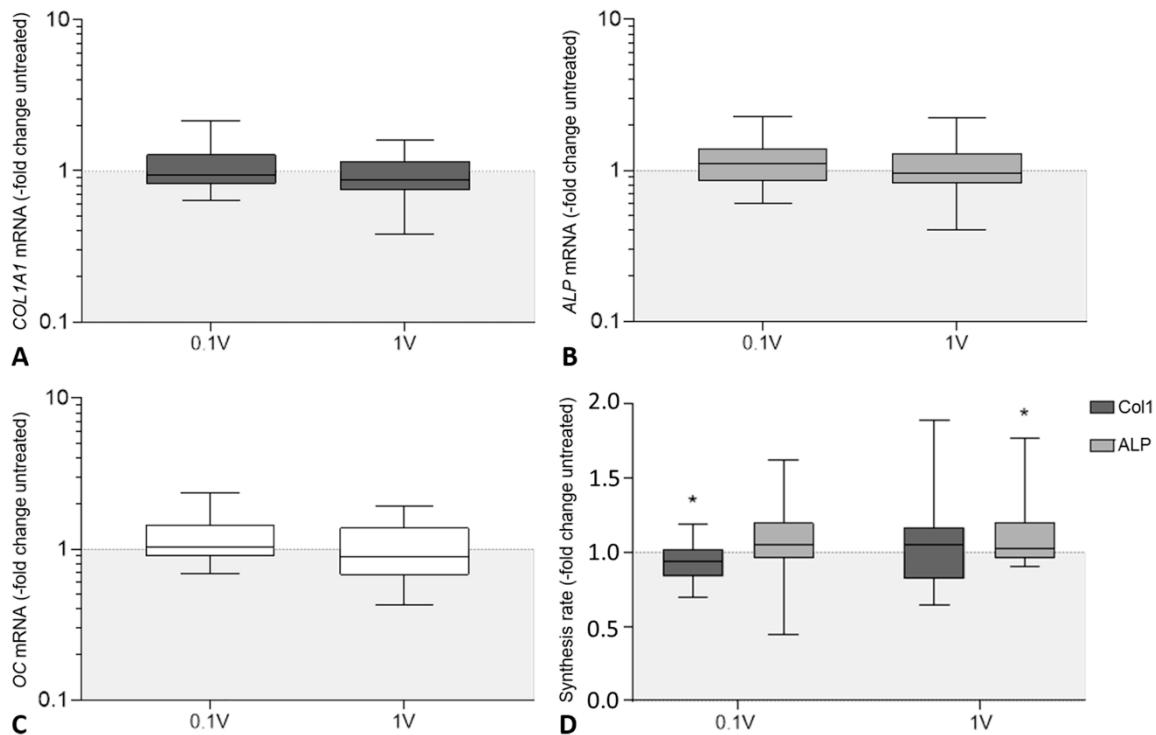 COL1A1 mRNA (-fold change untreated)
10
1
0.1
0.1V
1V
A
ALP mRNA (-fold change untreated)
10
1
0.1
0.1V
1V
B
OC mRNA (-fold change untreated)
10
1
0.1
0.1V
1V
C
Synthesis rate (-fold change untreated)
2.0
1.5
1.0
0.5
0.0
*
*
0.1V
1V
D
Col1
ALP